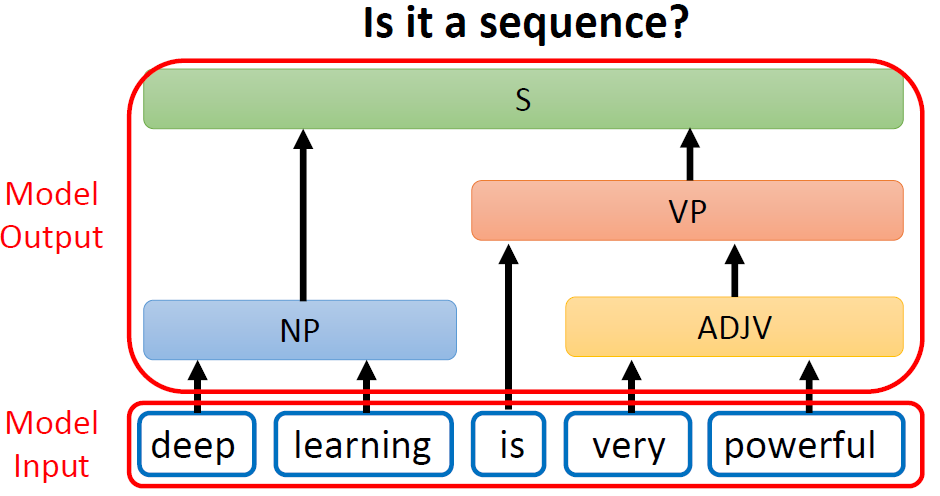 Is it a sequence?
S
Model
Output
VP
NP
ADJV
Model
Input
deep learning is very powerful